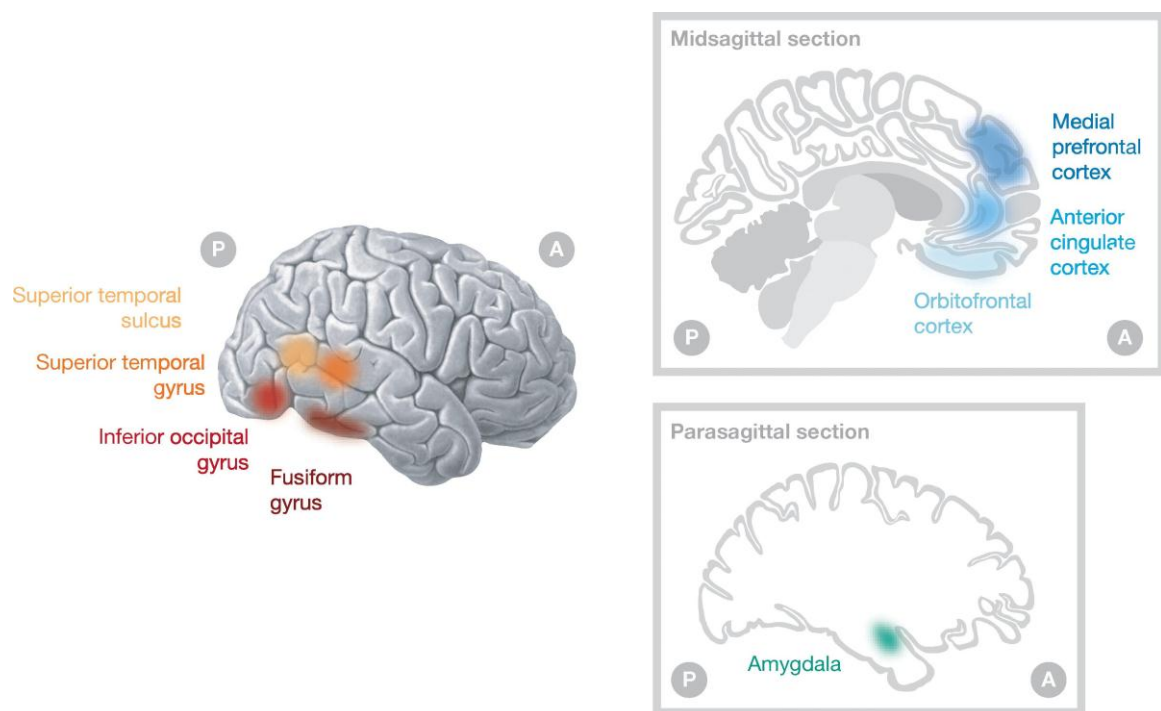 P
A
Superior temporal
sulcus
Superior temporal
gyrus
Inferior occipital
gyrus
Fusiform
gyrus
Midsagittal section
Medial
prefrontal
cortex
Anterior
cingulate
cortex
Orbitofrontal
cortex
P
A
Parasagittal section
Amygdala
P
A